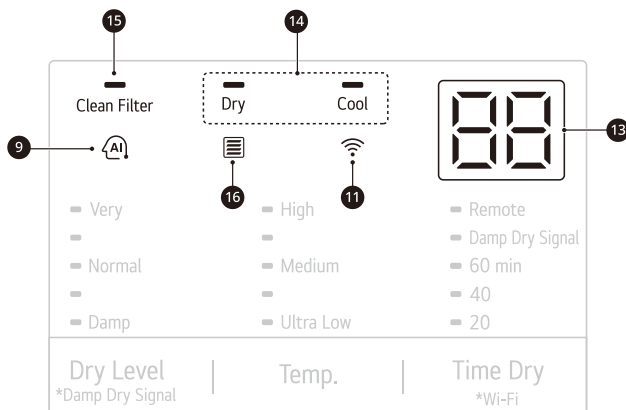 15
14
Clean Filter
Dry
Cool
88
13
9
AI
16
11
Very
High
Remote
Damp Dry Signal
Normal
Medium
60 min
40
Damp
Ultra Low
20
Dry Level
*Damp Dry Signal
Temp.
Time Dry
*Wi-Fi